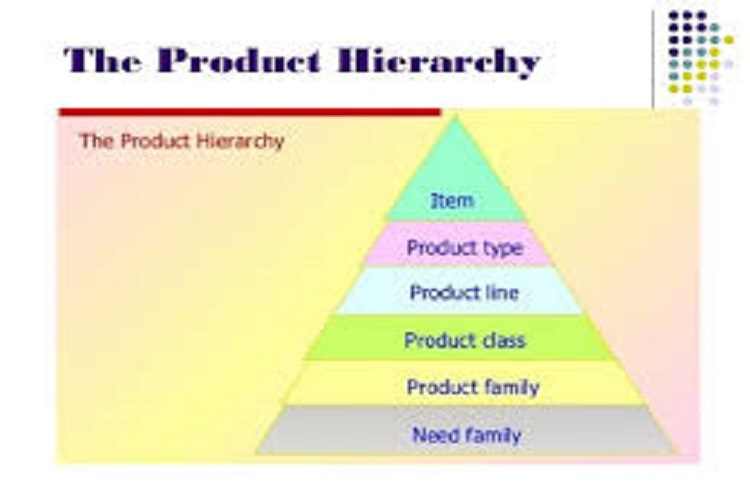 The Product Hierarchy
The Product Hierarchy
Item
Product type
Product line
Product class
Product family
Need family